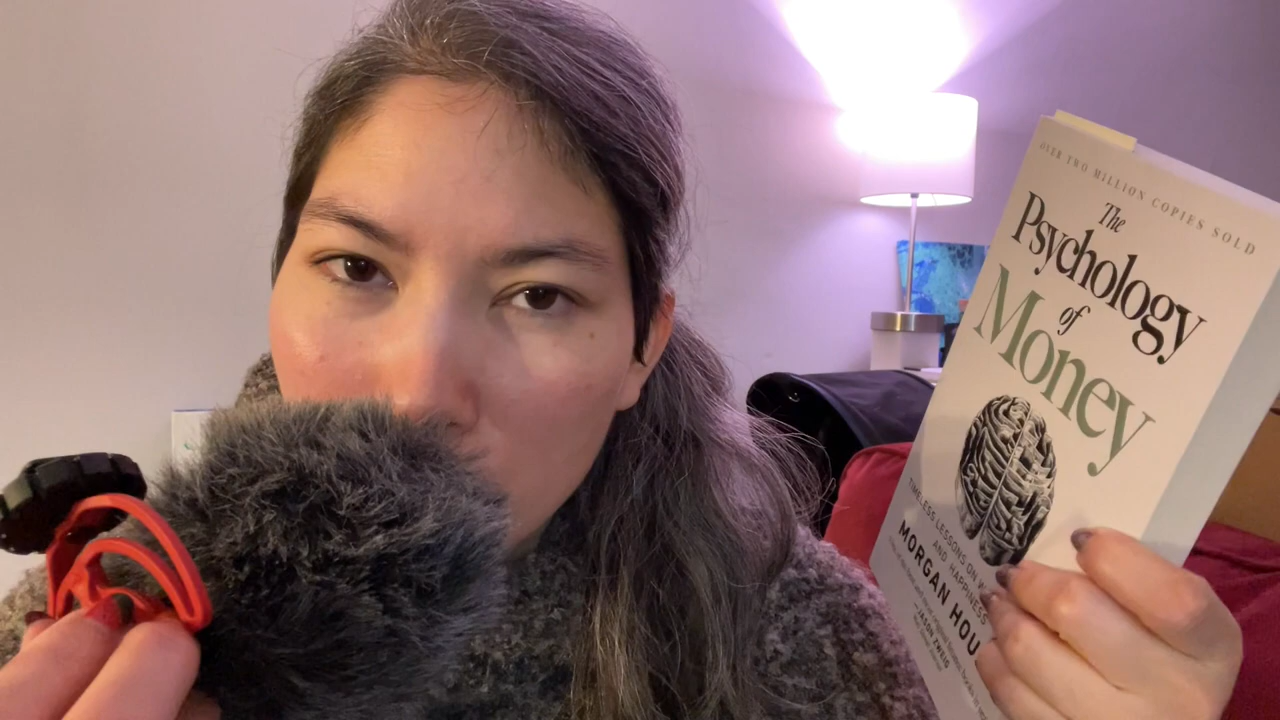 OVER TWO MILLION COPIES SOLD
The
Psychology
of
Money
TIMELESS LESSONS ON
AND HAPPINESS
MORGAN HOU
—JASON ZWEIG